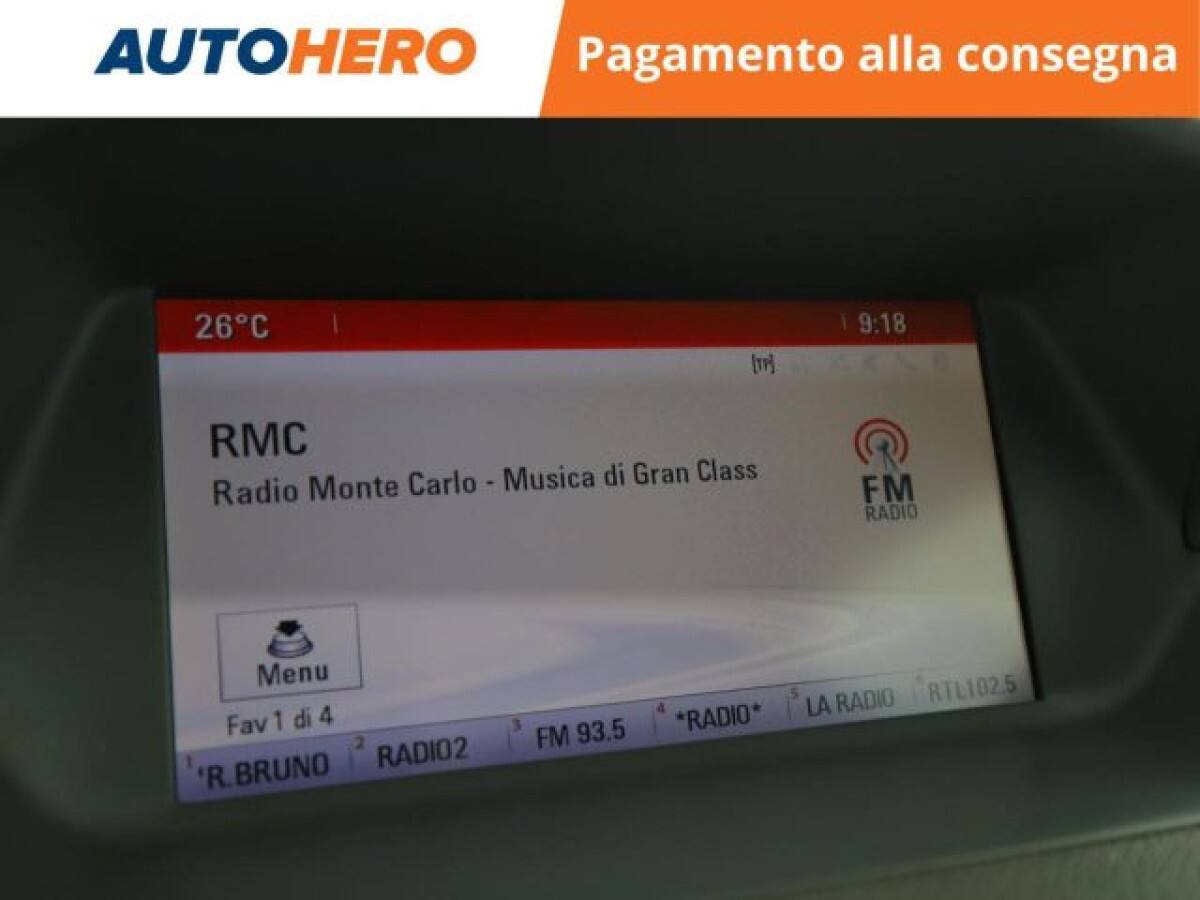 AUTOHERO
Pagamento alla consegna
26°C
9:18
[TP]
RMC
Radio Monte Carlo - Musica di Gran Class
FM
RADIO
Menu
Fav 1 di 4
1 'R.BRUNO
2 RADIO2
3 FM 93.5
4 *RADIO*
5 LA RADIO
6 RTL102.5